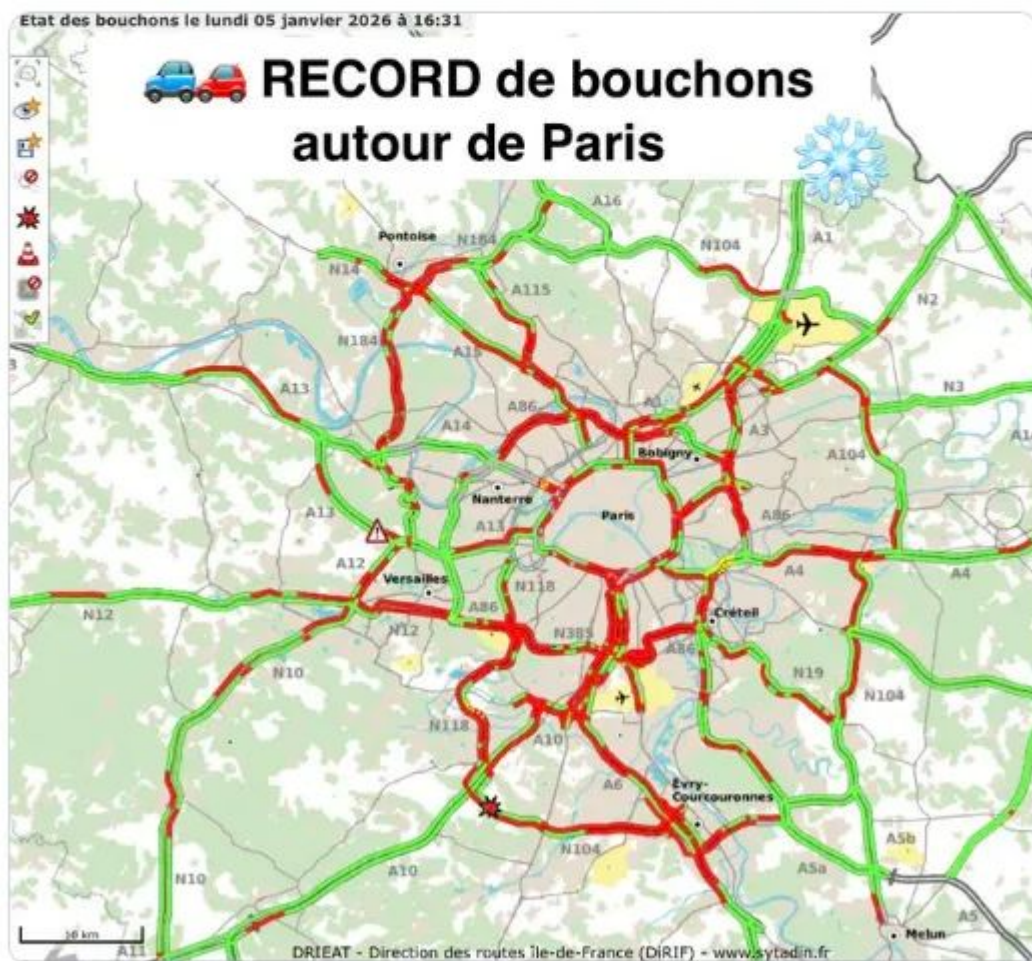 Etat des bouchons le lundi 05 janvier 2026 à 16:31
RECORD de bouchons
autour de Paris
A16
Pontoise
N184
N104
A1
N14
A115
N2
N184
A15
A13
N3
A86
A1
A14
A3
Bobigny
A104
Nanterre
A13
Paris
A86
A13
A12
A4
A4
Versailles
N118
N12
A86
Créteil
N12
N385
A86
N10
N19
N104
N118
A10
A6
Évry-
Courcouronnes
N104
A5b
N10
A10
A5a
A5
10 km
A11
Melun
DRIEAT - Direction des routes île-de-France (DiRIF) - www.sytadin.fr